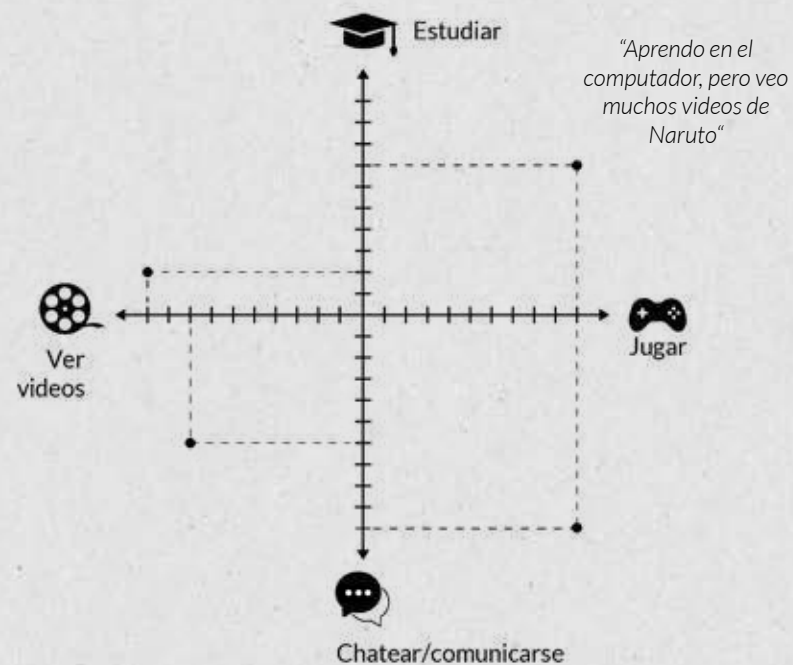 Estudiar
“Aprendo en el
computador, pero veo
muchos videos de
Naruto“
Ver
videos
Jugar
Chatear/comunicarse